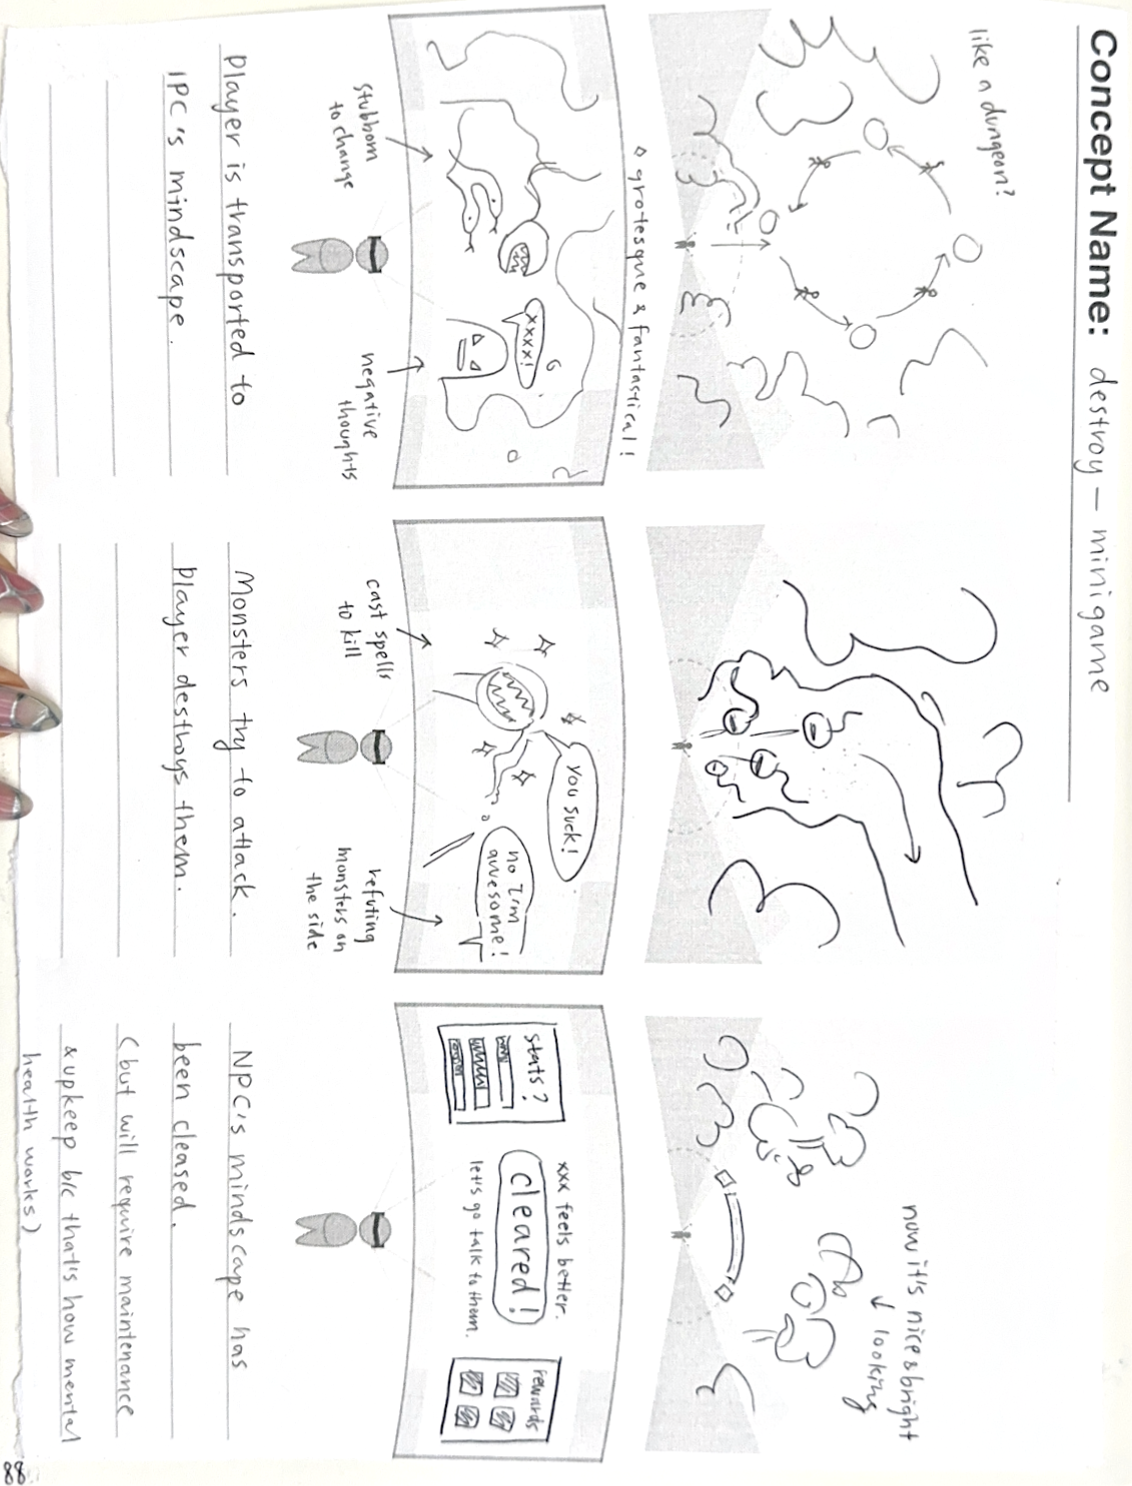 Concept Name: destroy - minigame
like a dungeon?
◊ grotesque & fantastical!
xxxx!
stubborn
to change
negative
thoughts
Player is transported to
IPC's mindscape.
you suck!
no I'm
awesome!
cast spells
to kill
refuting
monsters on
the side
Monsters try to attack.
Player destroys them.
now it's nice & bright
looking
stats?
xxx feels better.
cleared!
let's go talk to them.
rewards
NPC's mindscape has
been cleased.
(but will require maintenance
& upkeep b/c that's how mental
health works)
88